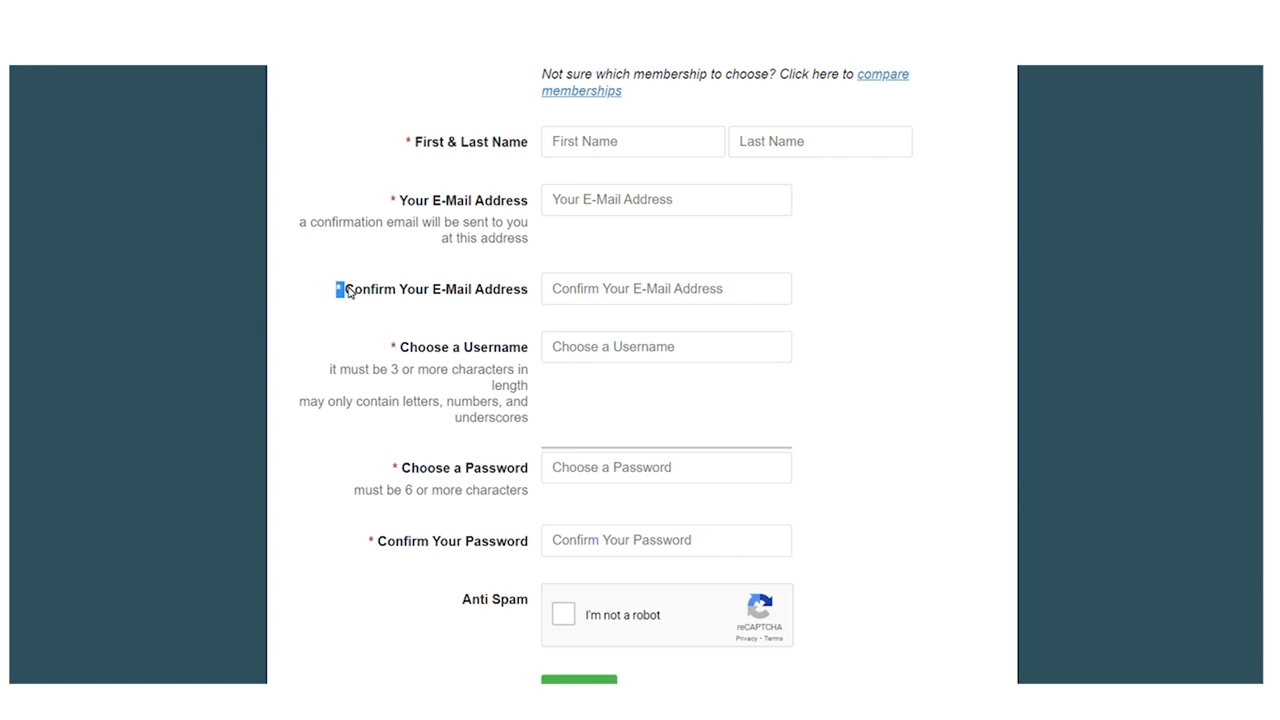 Not sure which membership to choose? Click here to compare
memberships
* First & Last Name
First Name
Last Name
* Your E-Mail Address
Your E-Mail Address
a confirmation email will be sent to you
at this address
* Confirm Your E-Mail Address
Confirm Your E-Mail Address
* Choose a Username
Choose a Username
it must be 3 or more characters in
length
may only contain letters, numbers, and
underscores
* Choose a Password
Choose a Password
must be 6 or more characters
* Confirm Your Password
Confirm Your Password
Anti Spam
I'm not a robot
reCAPTCHA
Privacy - Terms